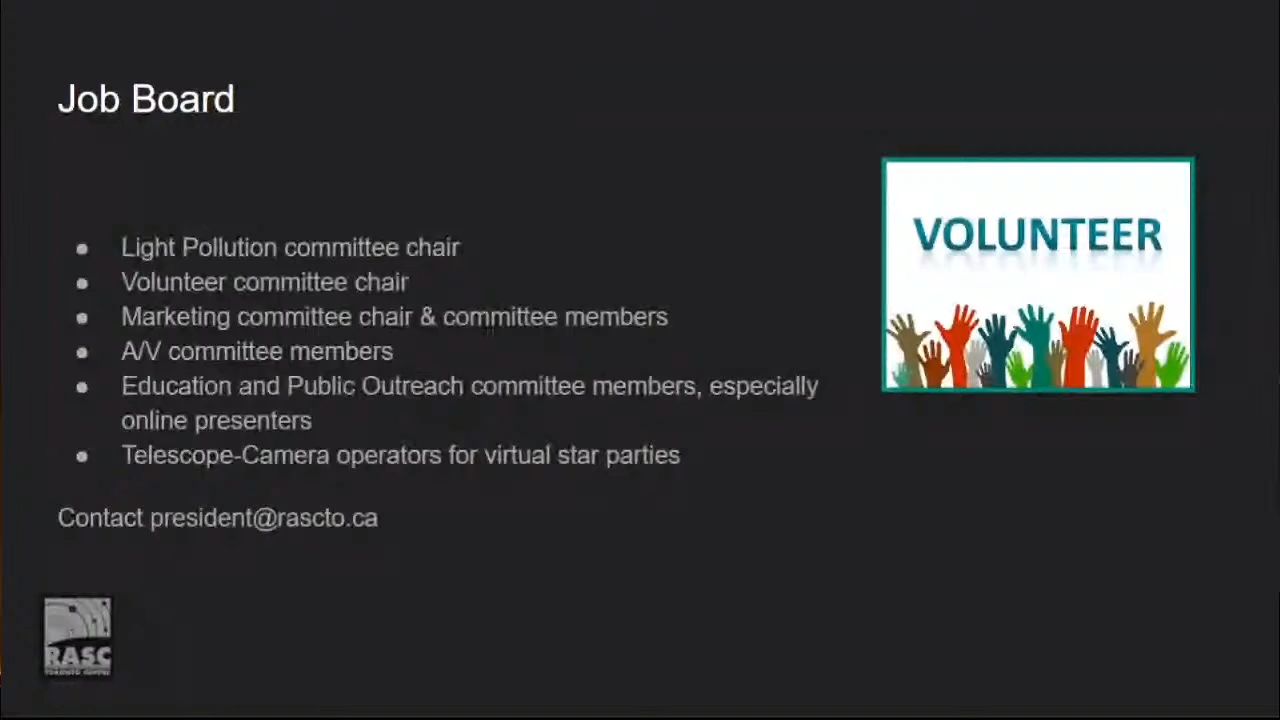 Job Board
VOLUNTEER
● Light Pollution committee chair
● Volunteer committee chair
● Marketing committee chair & committee members
● A/V committee members
● Education and Public Outreach committee members, especially
online presenters
● Telescope-Camera operators for virtual star parties
Contact president@rascto.ca
RASC
TORONTO CENTRE